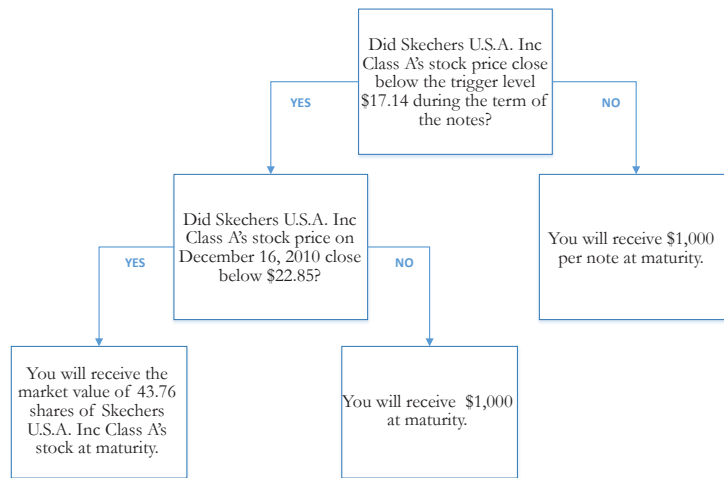 Did Skechers U.S.A. Inc
Class A's stock price close
below the trigger level
$17.14 during the term of
the notes?
YES
NO
Did Skechers U.S.A. Inc
Class A's stock price on
December 16, 2010 close
below $22.85?
You will receive $1,000
per note at maturity.
YES
NO
You will receive the
market value of 43.76
shares of Skechers
U.S.A. Inc Class A's
stock at maturity.
You will receive $1,000
at maturity.